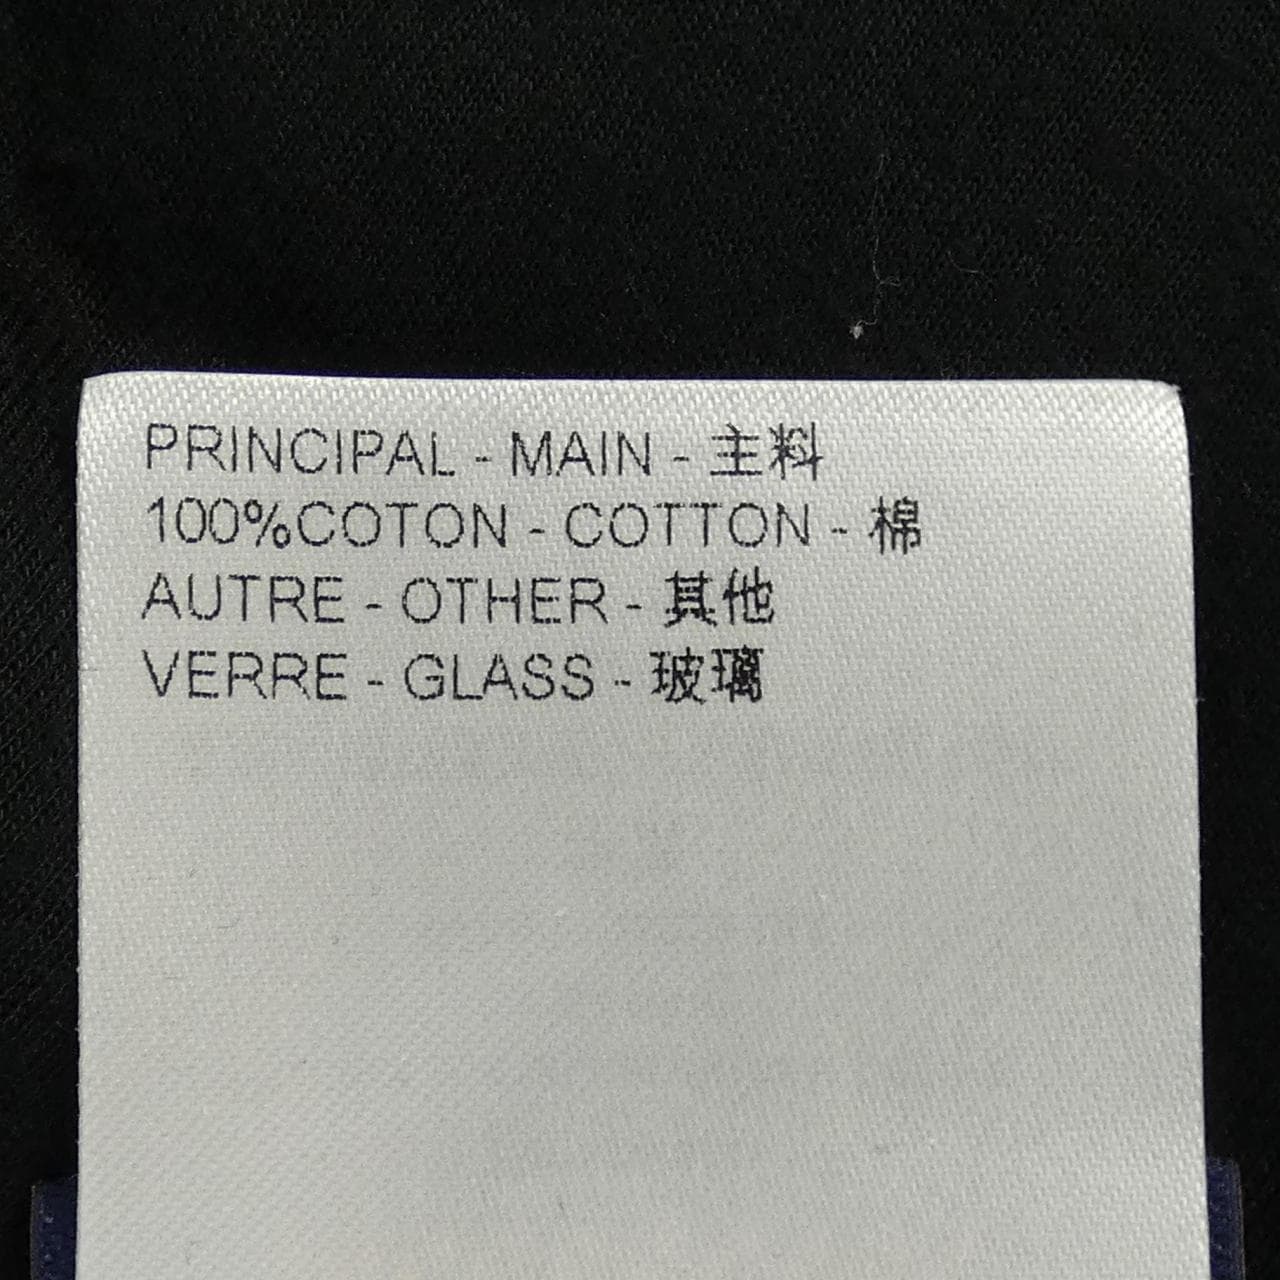 PRINCIPAL - MAIN - 主料
100%COTON - COTTON - 棉
AUTRE - OTHER - 其他
VERRE - GLASS - 玻璃